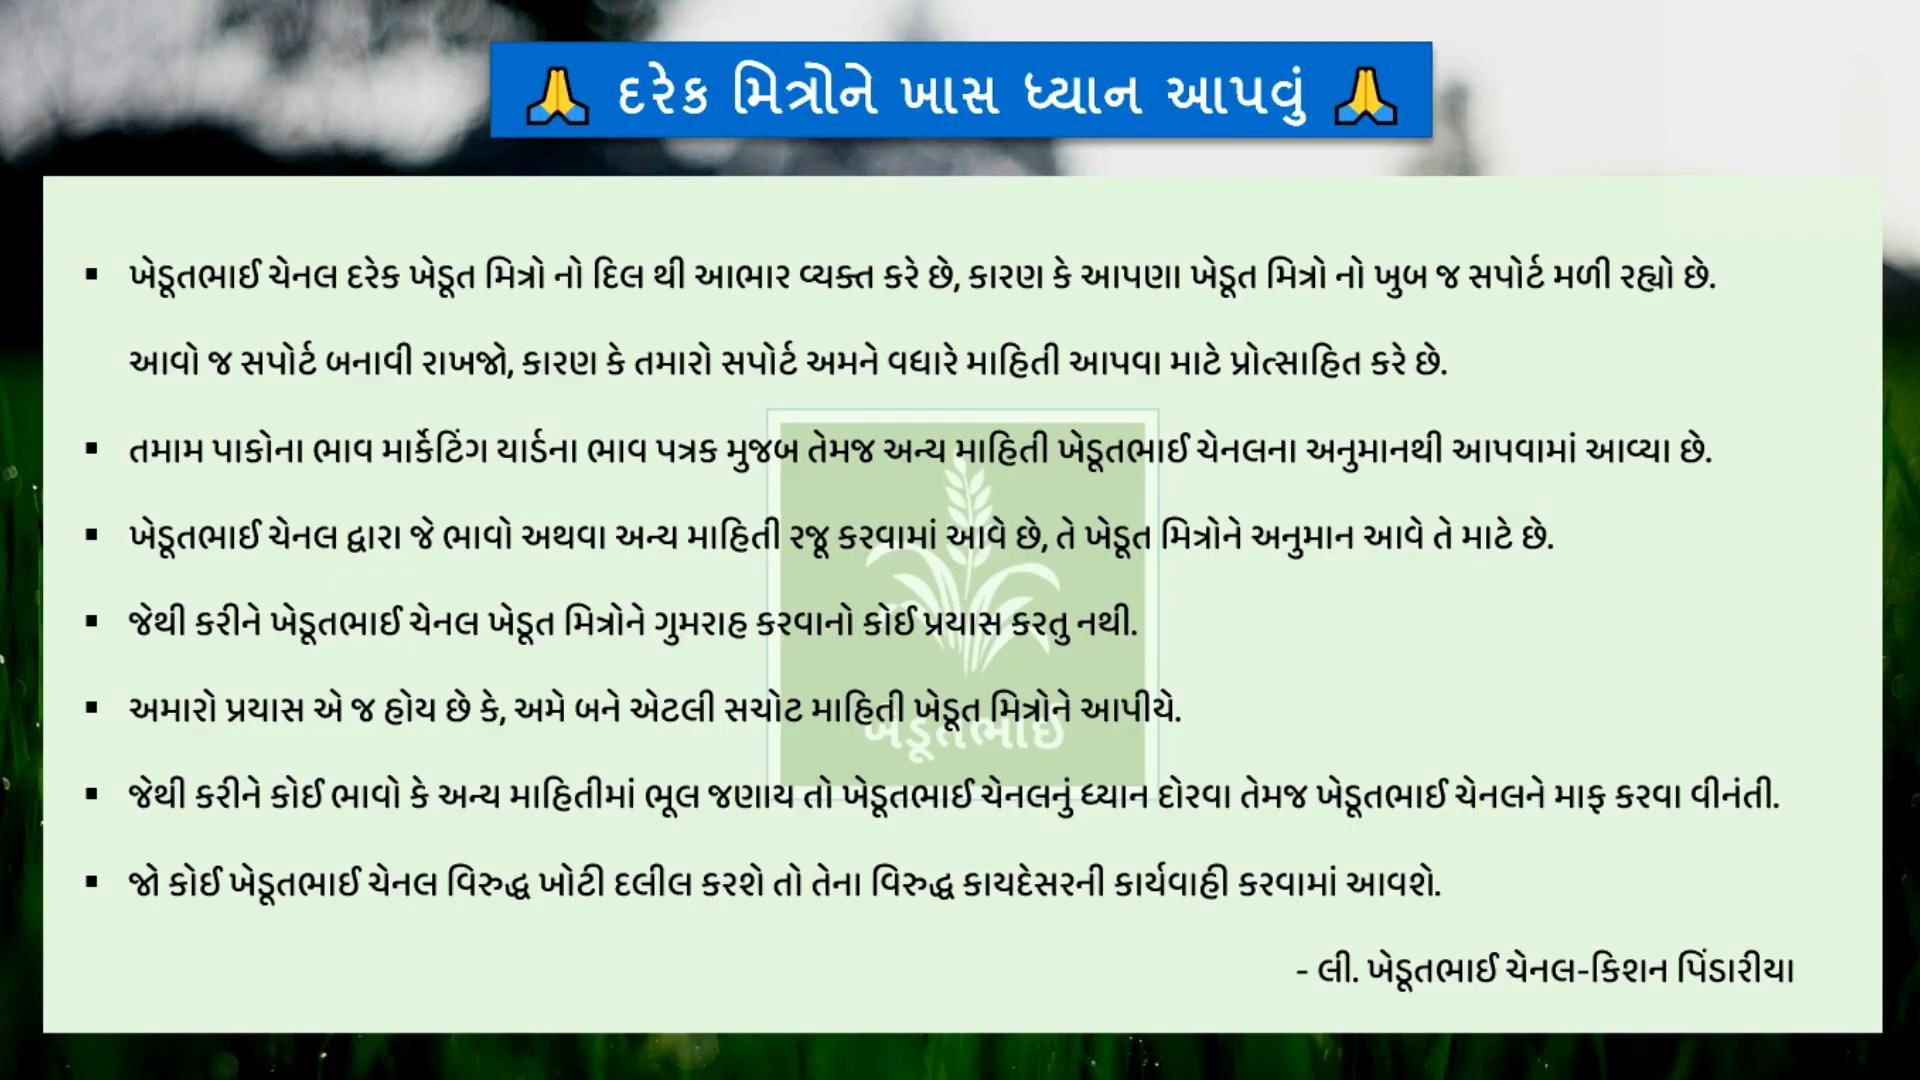 🙏 દરેક મિત્રોને ખાસ ધ્યાન આપવું 🙏
▪ ખેડૂતભાઈ ચેનલ દરેક ખેડૂત મિત્રો નો દિલ થી આભાર વ્યક્ત કરે છે, કારણ કે આપણા ખેડૂત મિત્રો નો ખુબ જ સપોર્ટ મળી રહ્યો છે.
આવો જ સપોર્ટ બનાવી રાખજો, કારણ કે તમારો સપોર્ટ અમને વધારે માહિતી આપવા માટે પ્રોત્સાહિત કરે છે.
▪ તમામ પાકોના ભાવ માર્કેટિંગ યાર્ડના ભાવ પત્રક મુજબ તેમજ અન્ય માહિતી ખેડૂતભાઈ ચેનલના અનુમાનથી આપવામાં આવ્યા છે.
▪ ખેડૂતભાઈ ચેનલ દ્વારા જે ભાવો અથવા અન્ય માહિતી રજૂ કરવામાં આવે છે, તે ખેડૂત મિત્રોને અનુમાન આવે તે માટે છે.
▪ જેથી કરીને ખેડૂતભાઈ ચેનલ ખેડૂત મિત્રોને ગુમરાહ કરવાનો કોઈ પ્રયાસ કરતુ નથી.
▪ અમારો પ્રયાસ એ જ હોય છે કે, અમે બને એટલી સચોટ માહિતી ખેડૂત મિત્રોને આપીયે.
ખેડૂતભાઈ
▪ જેથી કરીને કોઈ ભાવો કે અન્ય માહિતીમાં ભૂલ જણાય તો ખેડૂતભાઈ ચેનલનું ધ્યાન દોરવા તેમજ ખેડૂતભાઈ ચેનલને માફ કરવા વીનંતી.
▪ જો કોઈ ખેડૂતભાઈ ચેનલ વિરુદ્ધ ખોટી દલીલ કરશે તો તેના વિરુદ્ધ કાયદેસરની કાર્યવાહી કરવામાં આવશે.
- લી. ખેડૂતભાઈ ચેનલ-કિશન પિંડારીયા